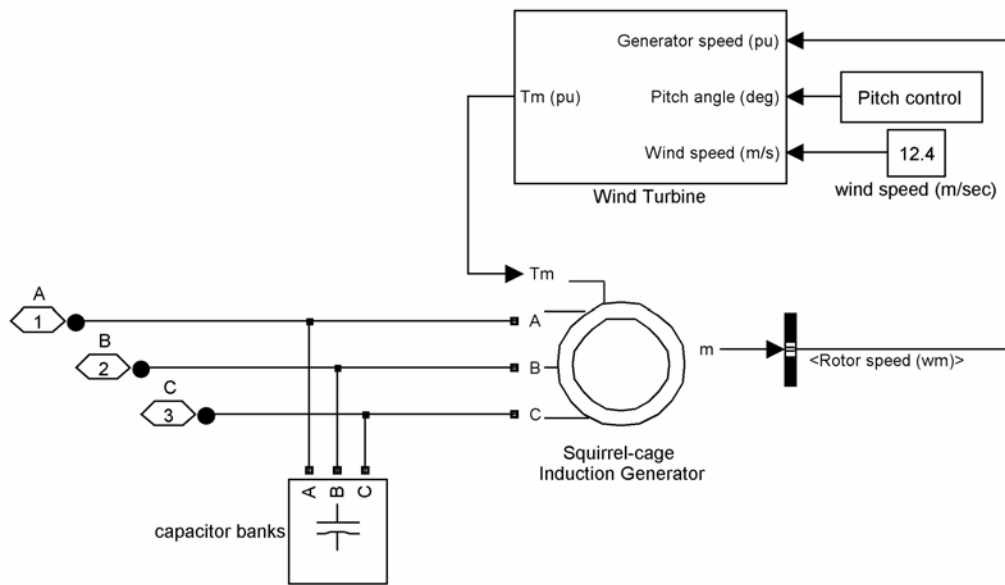 Generator speed (pu)
Tm (pu)
Pitch angle (deg)
Pitch control
Wind speed (m/s)
12.4
wind speed (m/sec)
Wind Turbine
Tm
A
1
A
B
2
B
m
<Rotor speed (wm)>
C
3
C
Squirrel-cage
Induction Generator
A
B
C
capacitor banks